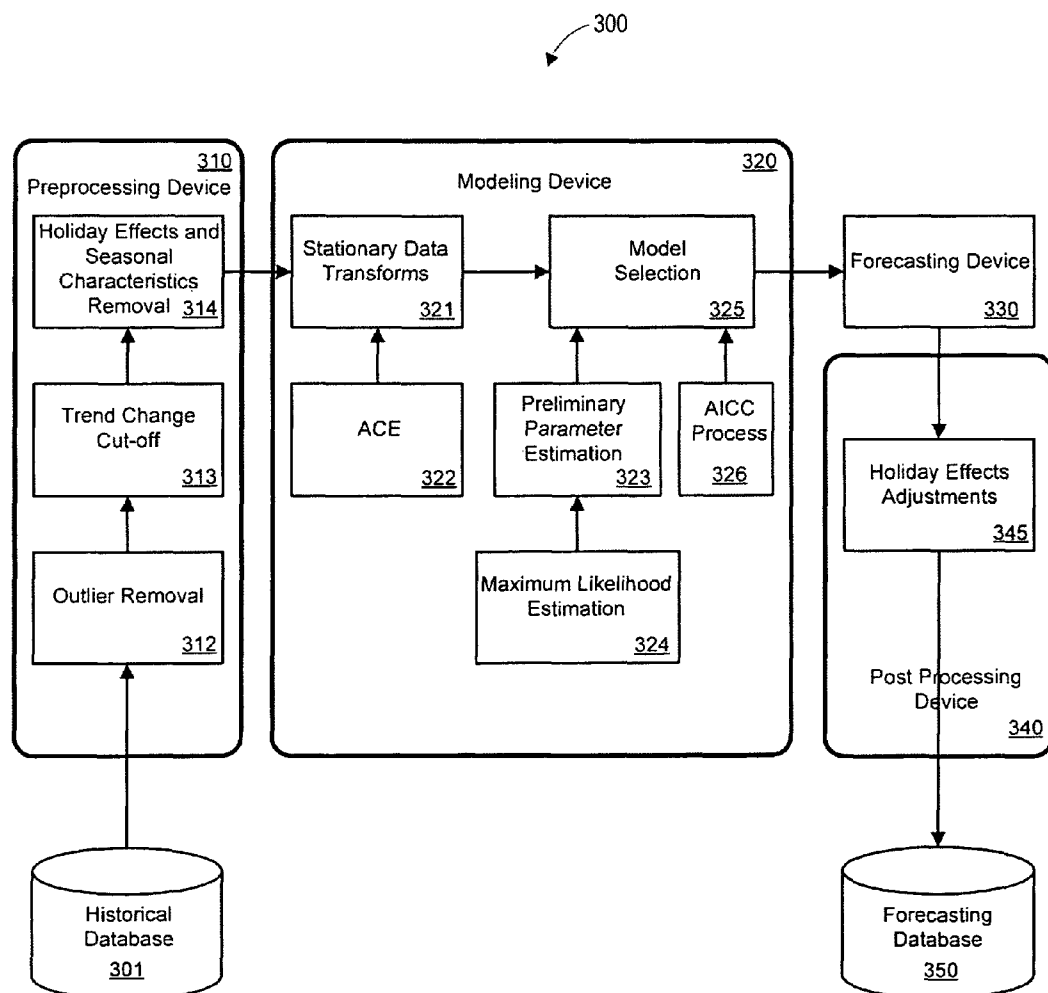 300
310
Preprocessing Device
Holiday Effects and
Seasonal
Characteristics
Removal
314
Trend Change
Cut-off
313
Outlier Removal
312
Historical
Database
301
320
Modeling Device
Stationary Data
Transforms
321
ACE
322
Model
Selection
325
Preliminary
Parameter
Estimation
323
AICC
Process
326
Maximum Likelihood
Estimation
324
Forecasting Device
330
Holiday Effects
Adjustments
345
Post Processing
Device
340
Forecasting
Database
350